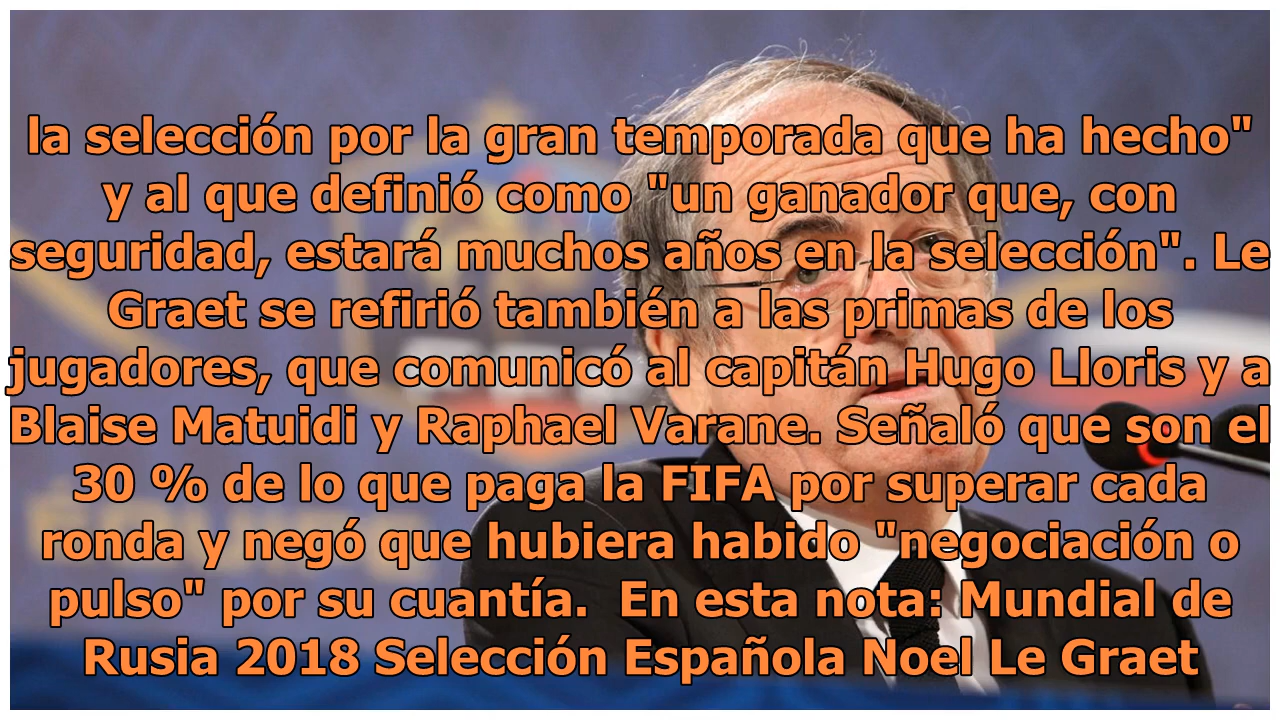 la selección por la gran temporada que ha hecho"
y al que definió como "un ganador que, con
seguridad, estará muchos años en la selección". Le
Graet se refirió también a las primas de los
jugadores, que comunicó al capitán Hugo Lloris y a
Blaise Matuidi y Raphael Varane. Señaló que son el
30 % de lo que paga la FIFA por superar cada
ronda y negó que hubiera habido "negociación o
pulso" por su cuantía.  En esta nota: Mundial de
Rusia 2018 Selección Española Noel Le Graet